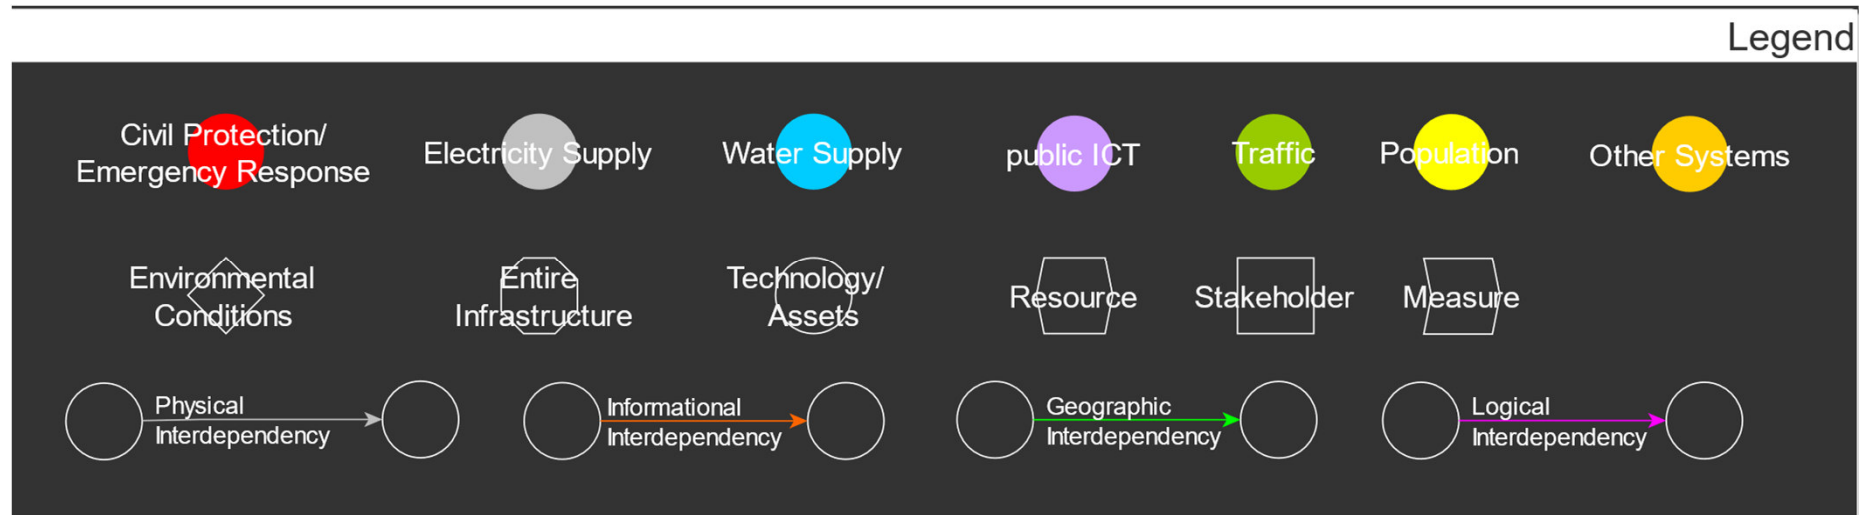 Legend
Civil Protection/
Emergency Response
Electricity Supply
Water Supply
public ICT
Traffic
Population
Other Systems
Environmental
Conditions
Entire
Infrastructure
Technology/
Assets
Resource
Stakeholder
Measure
Physical
Interdependency
Informational
Interdependency
Geographic
Interdependency
Logical
Interdependency